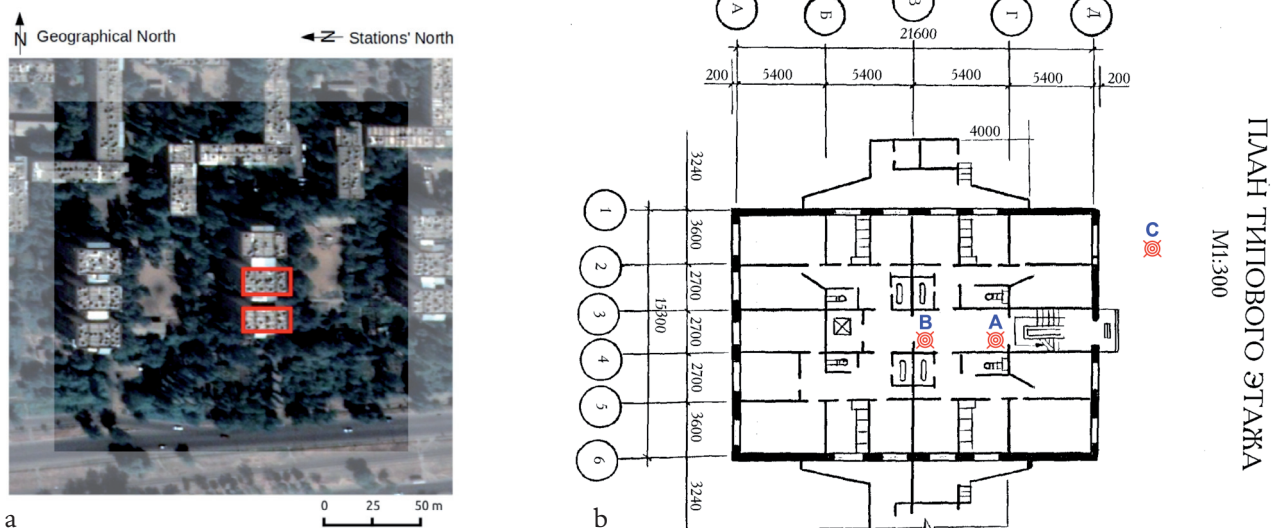 N Geographical North
N Stations' North
0 25 50 m
a
А Б В Г Д
21600
200 5400 5400 5400 5400 200
4000
3240
3600
2700
2700
2700
3600
3240
15300
1
2
3
4
5
6
A
B
C
ПЛАН ТИПОВОГО ЭТАЖА
М1:300
b